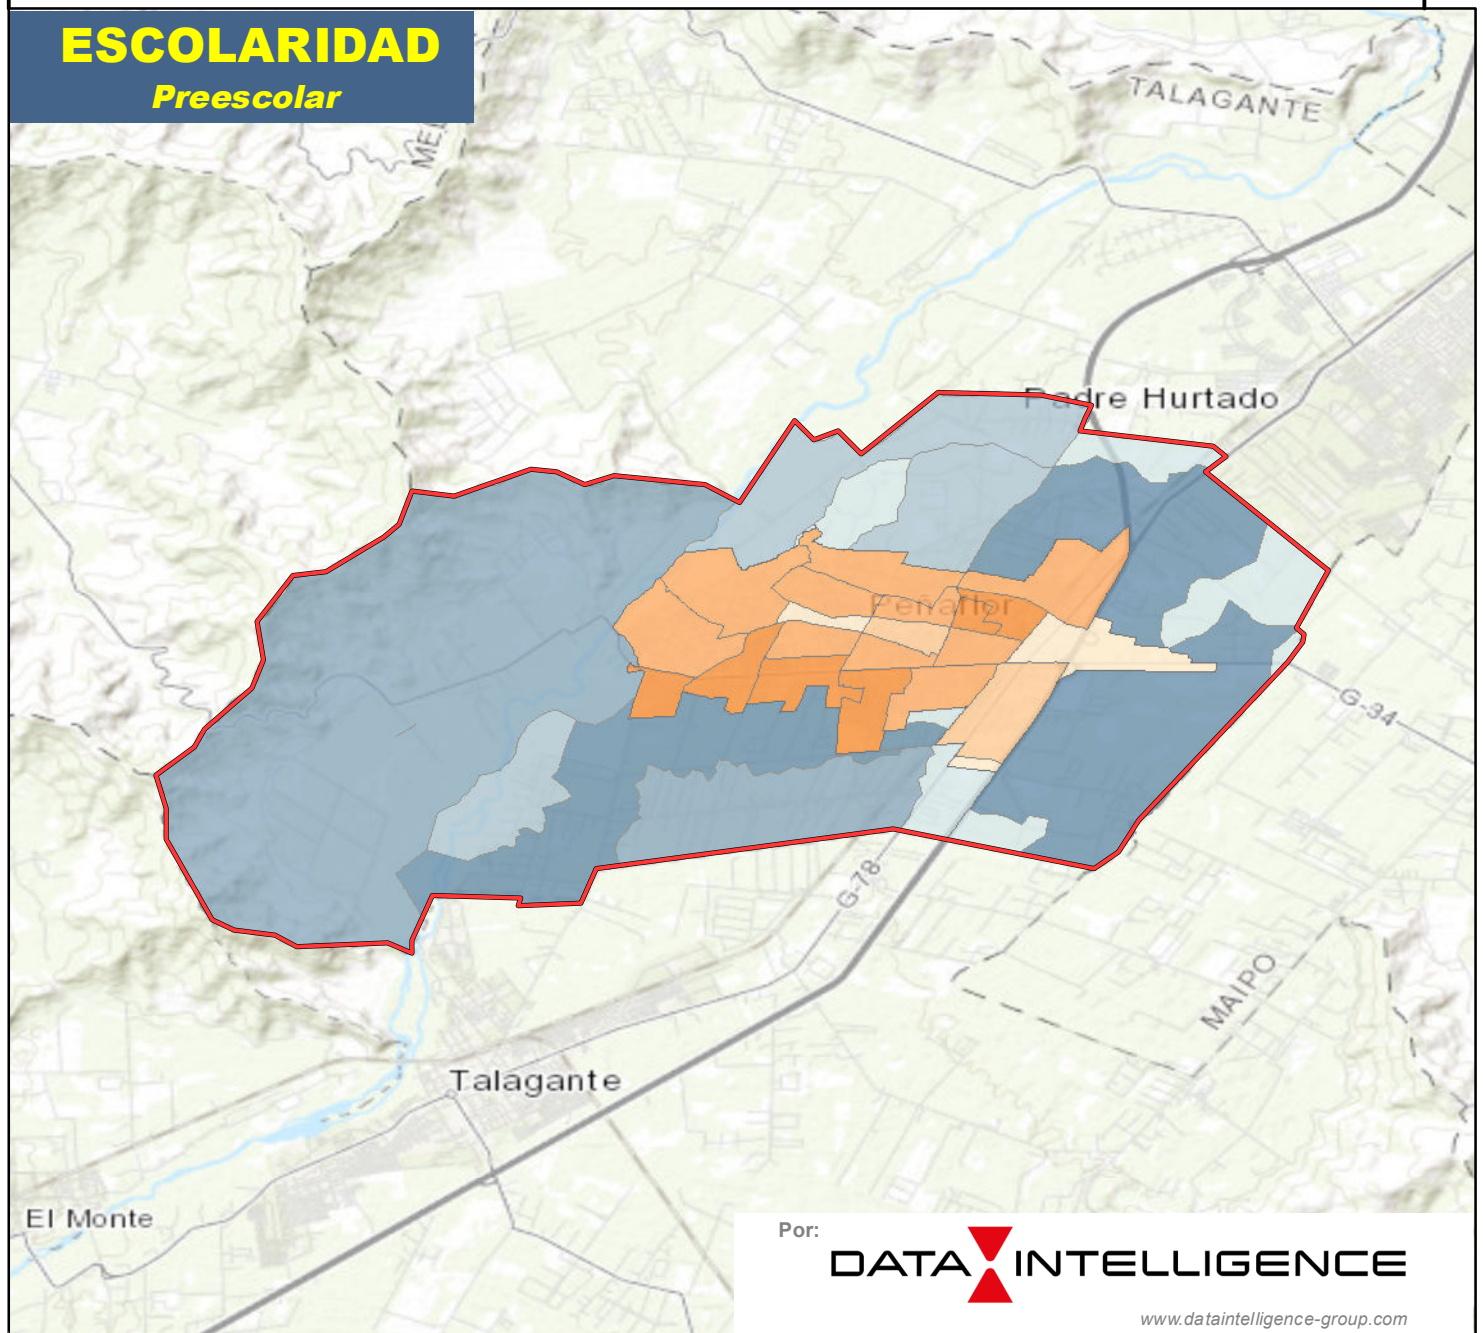 ESCOLARIDAD
Preescolar
TALAGANTE
Padre Hurtado
Peñaflor
G-34
G-78
MAIPO
Talagante
El Monte
Por:
DATA INTELLIGENCE
www.dataintelligence-group.com